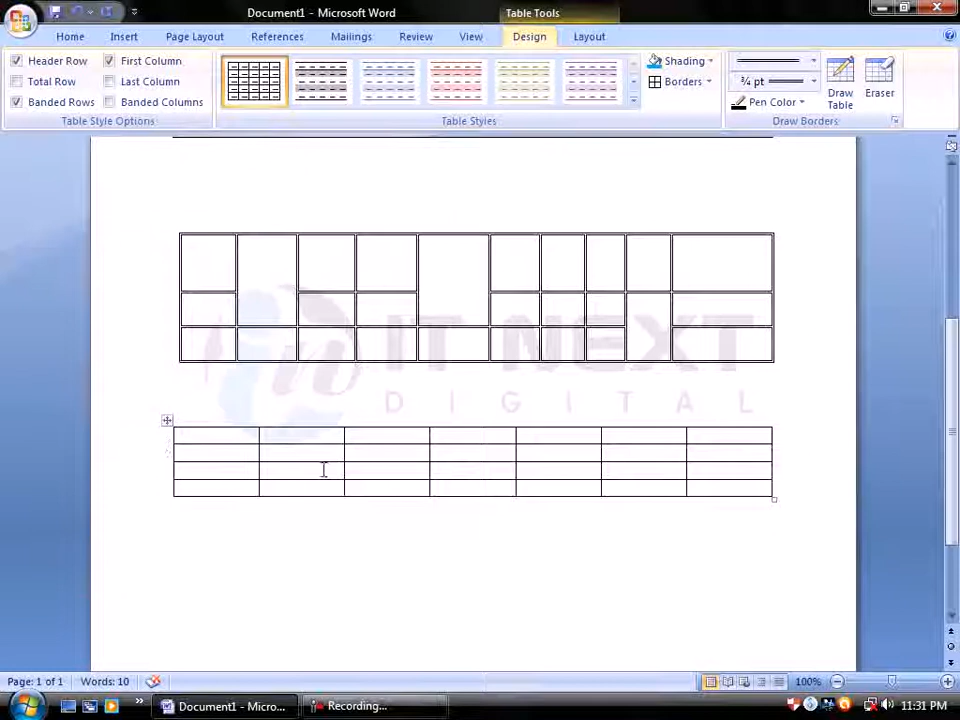 Document1 - Microsoft Word
Table Tools
Home Insert Page Layout References Mailings Review View Design Layout
Header Row First Column
Total Row Last Column
Banded Rows Banded Columns
Table Style Options
Table Styles
Shading
Borders
¾ pt
Pen Color
Draw Table
Eraser
Draw Borders
IT NEXT
DIGITAL
Page: 1 of 1 Words: 10 100%
Document1 - Micro... Recording... 11:31 PM